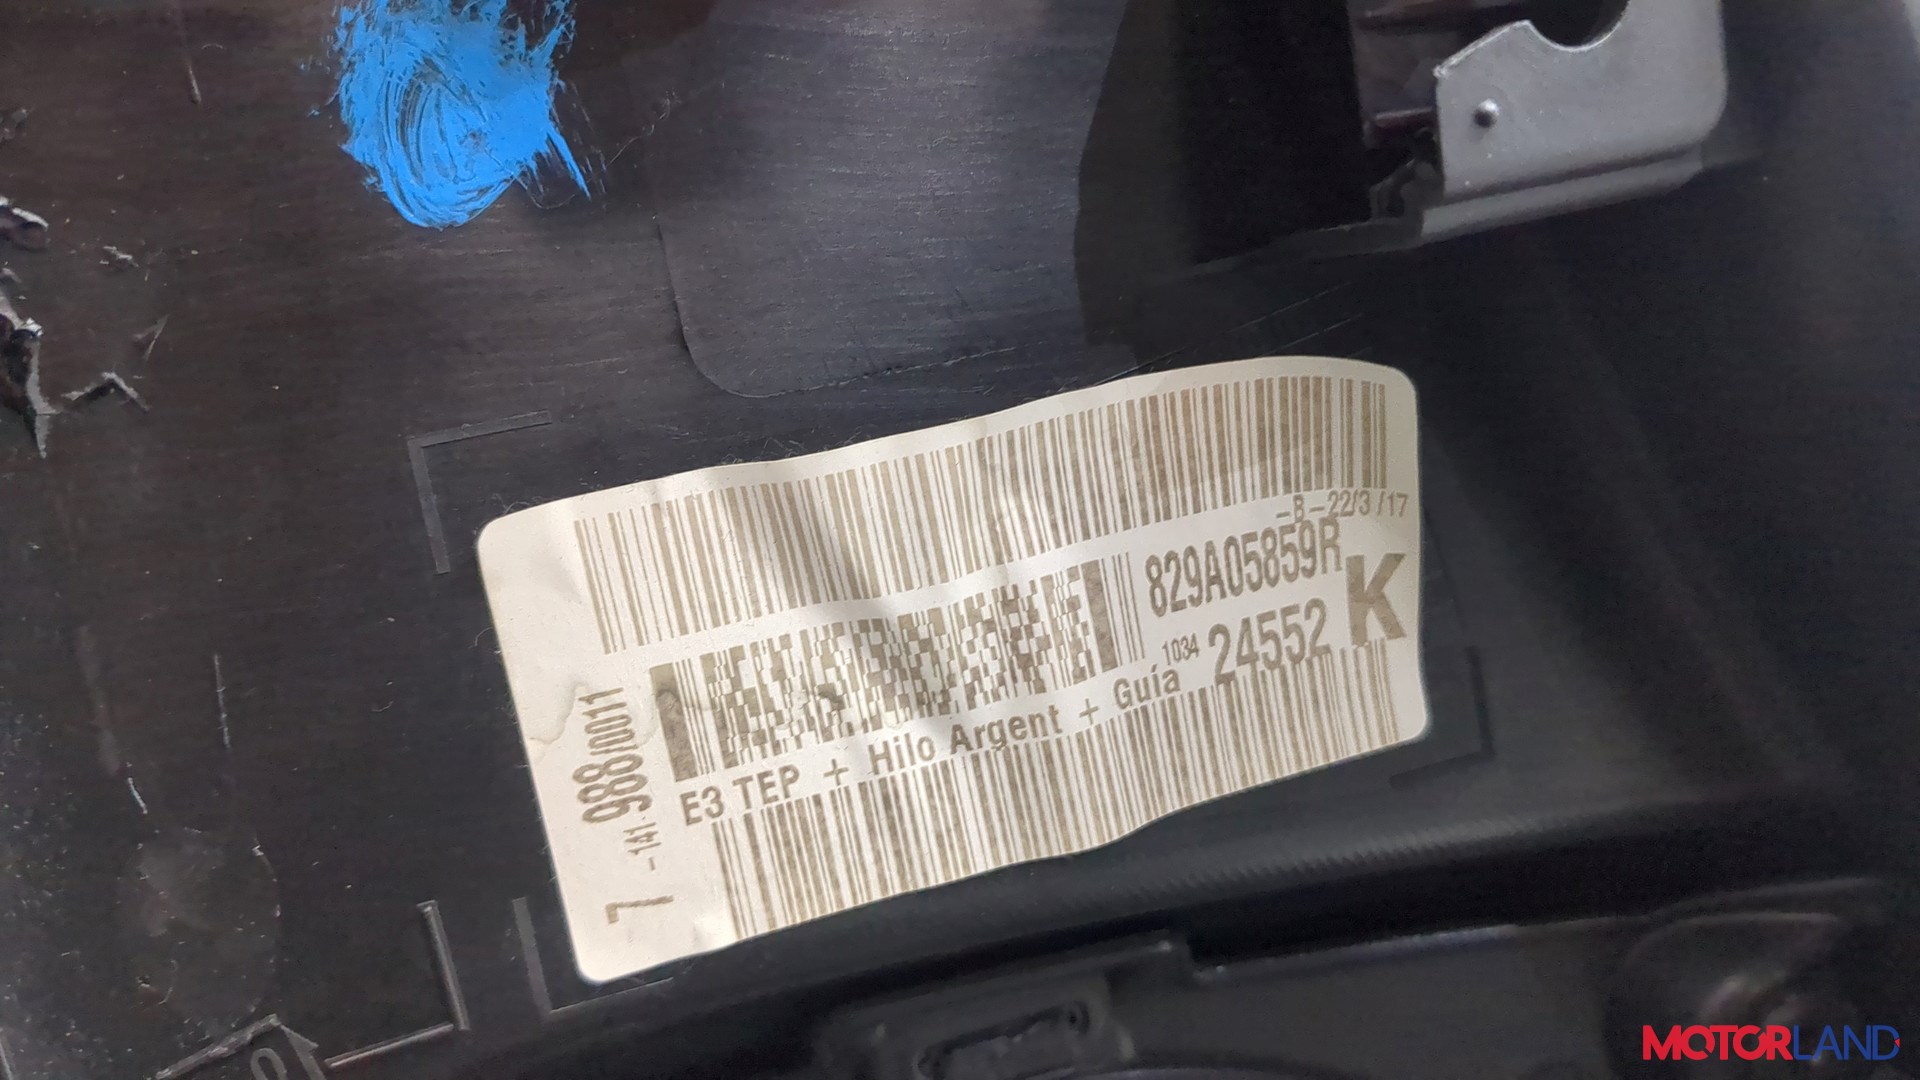 -B-22/3/17
829A05859R
1034 24552 K
E3 TEP + Hilo Argent + Guía
7 -141- 988/0011
MOTORLAND